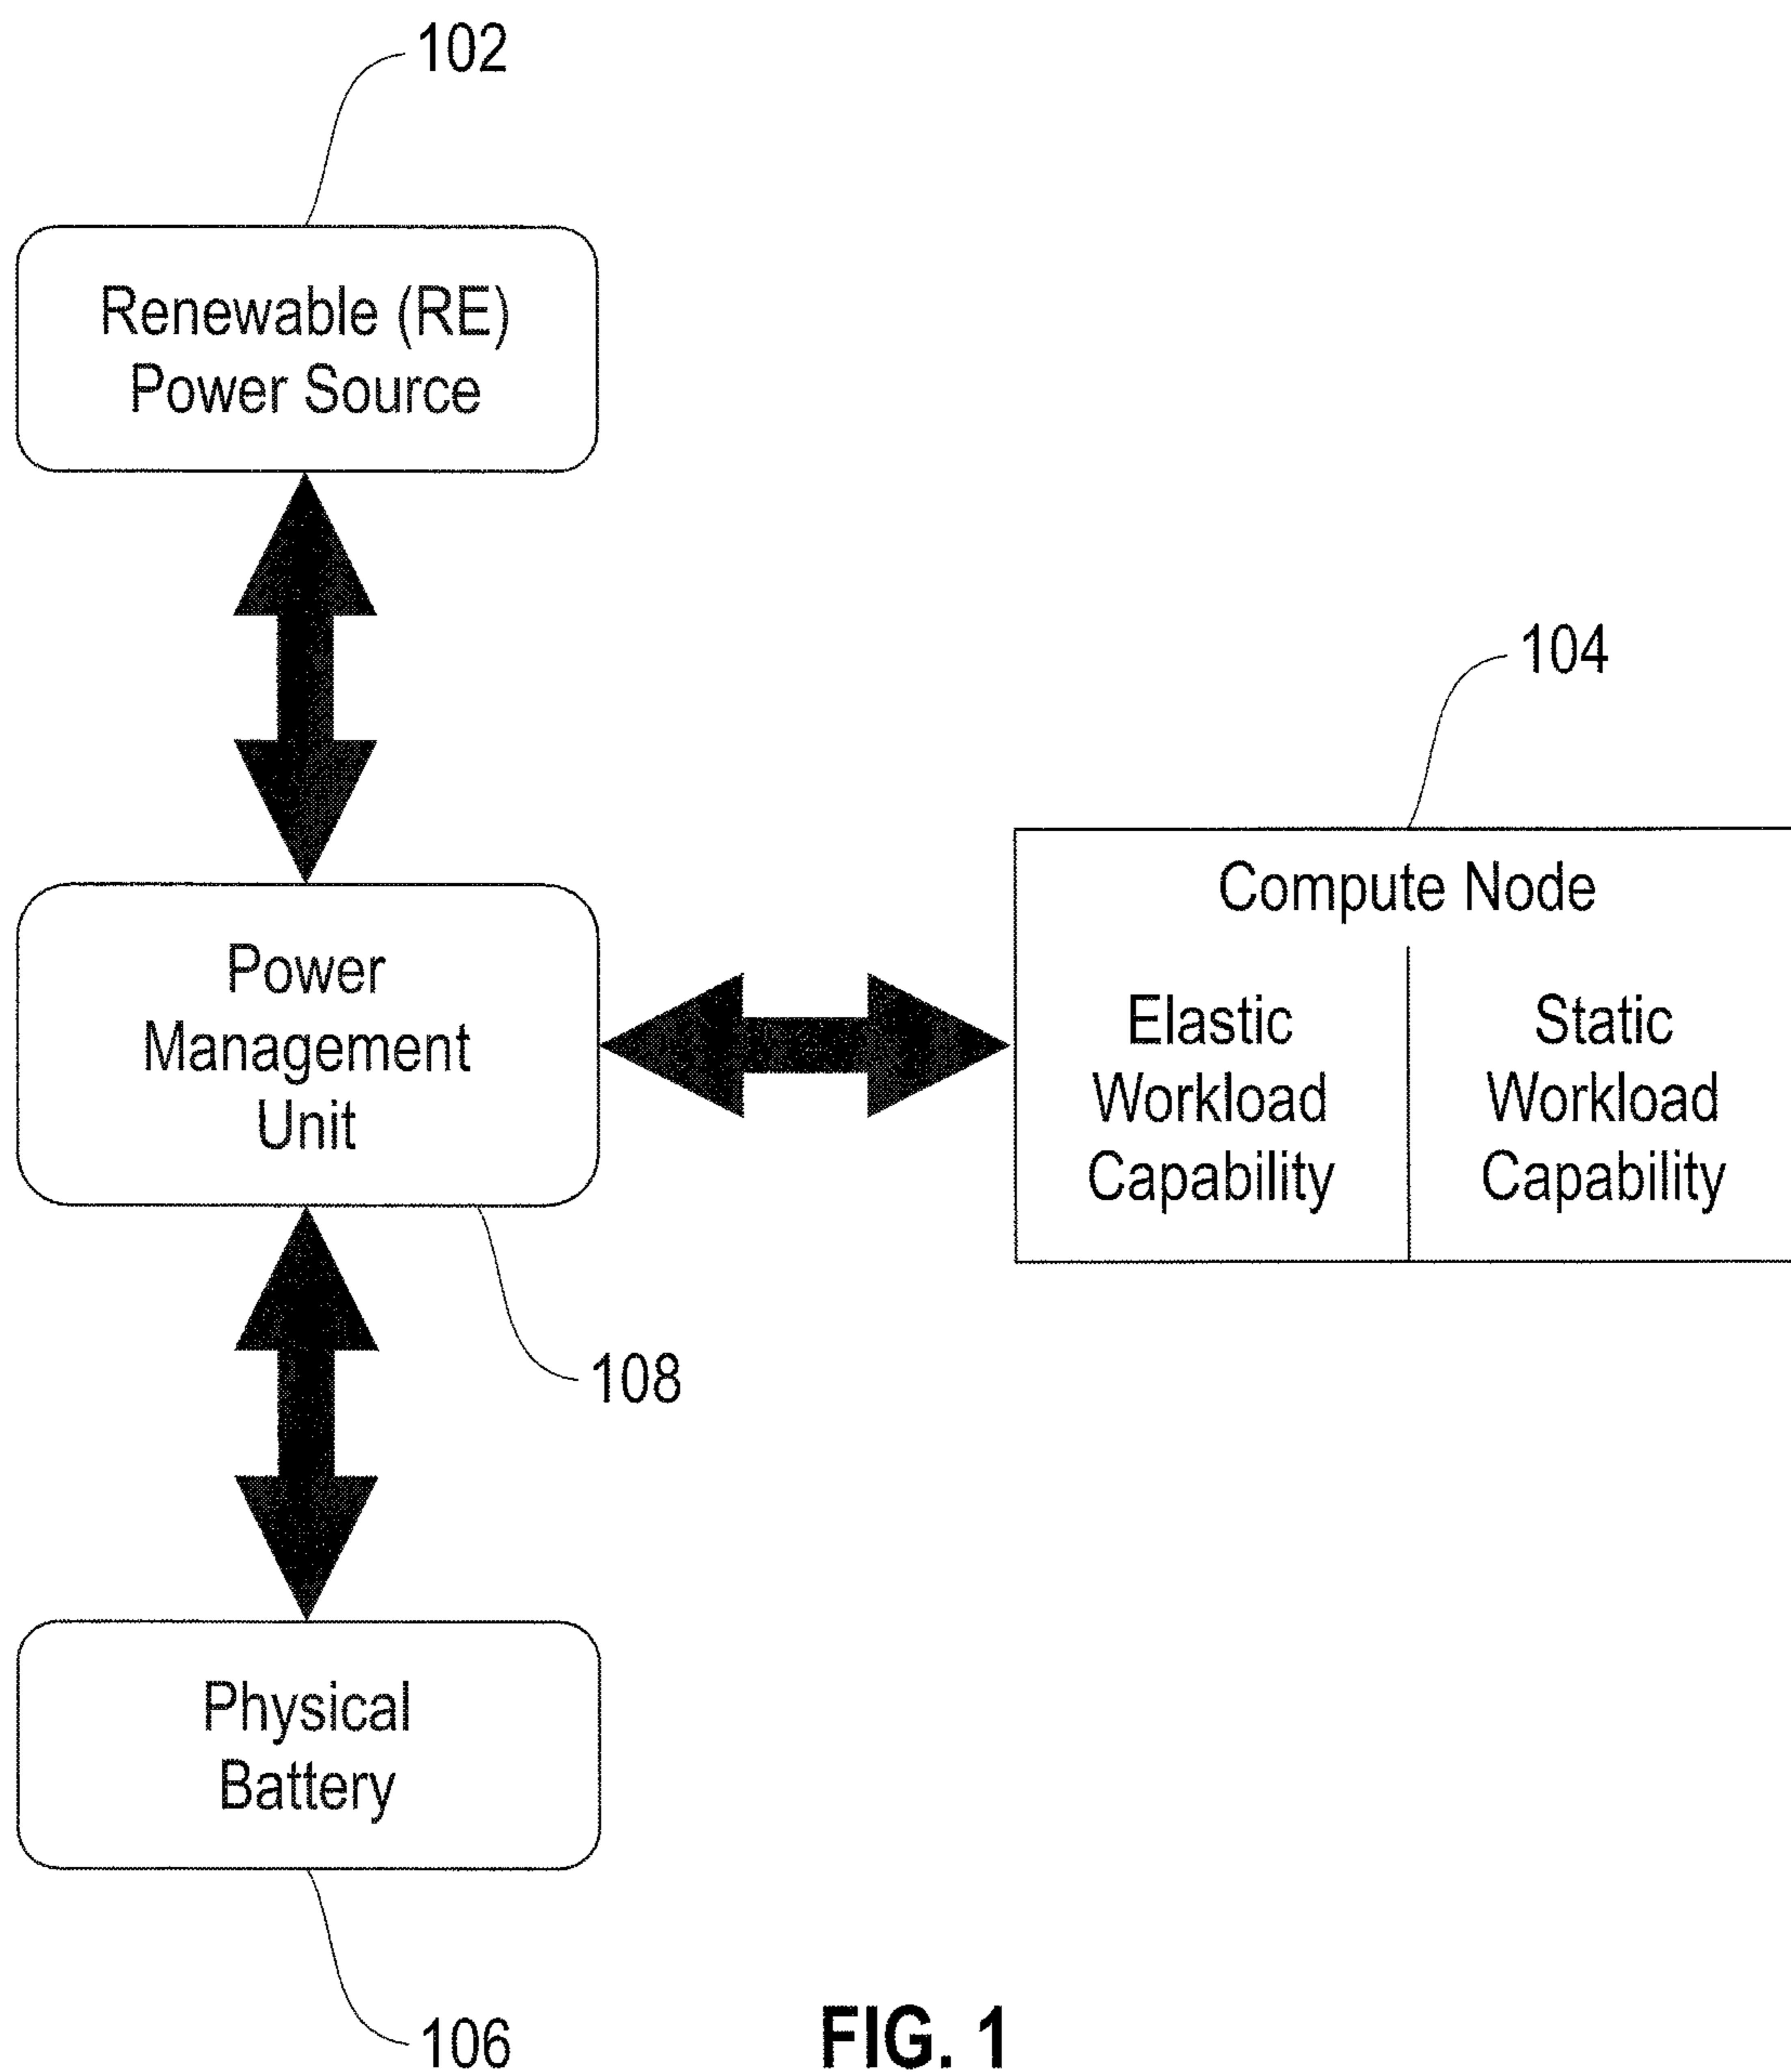 102
Renewable (RE)
Power Source
104
Compute Node
Elastic
Workload
Capability
Static
Workload
Capability
Power
Management
Unit
108
Physical
Battery
106
FIG. 1